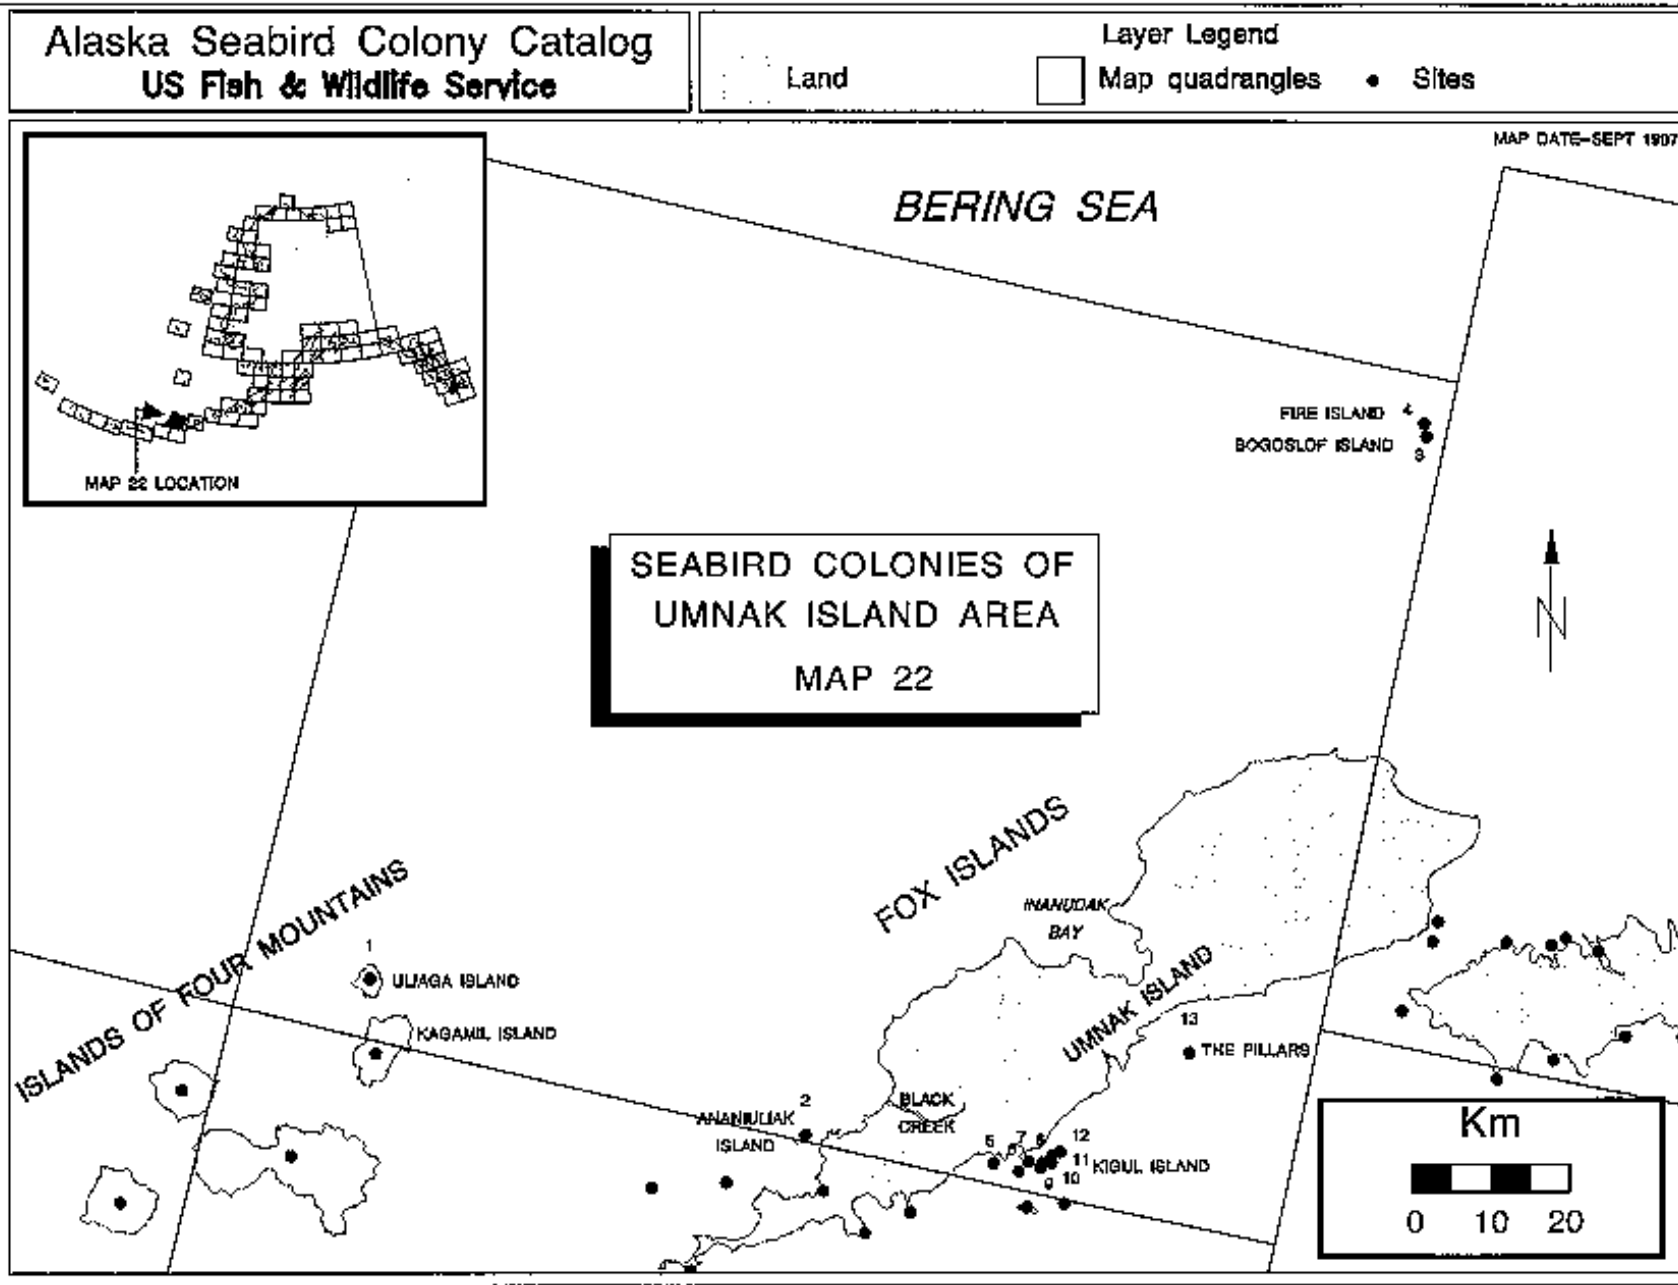 Alaska Seabird Colony Catalog
US Fish & Wildlife Service
Layer Legend
Land
Map quadrangles
Sites
MAP DATE-SEPT 1997
BERING SEA
MAP 22 LOCATION
FIRE ISLAND 4
BOGOSLOF ISLAND
3
SEABIRD COLONIES OF
UMNAK ISLAND AREA
MAP 22
N
FOX ISLANDS
ISLANDS OF FOUR MOUNTAINS
INANUDAK
BAY
UMNAK ISLAND
1
ULIAGA ISLAND
KAGAMIL ISLAND
13
THE PILLARS
2
ANANIULIAK
ISLAND
BLACK
CREEK
5
7
12
11
KIGUL ISLAND
10
9
Km
0 10 20